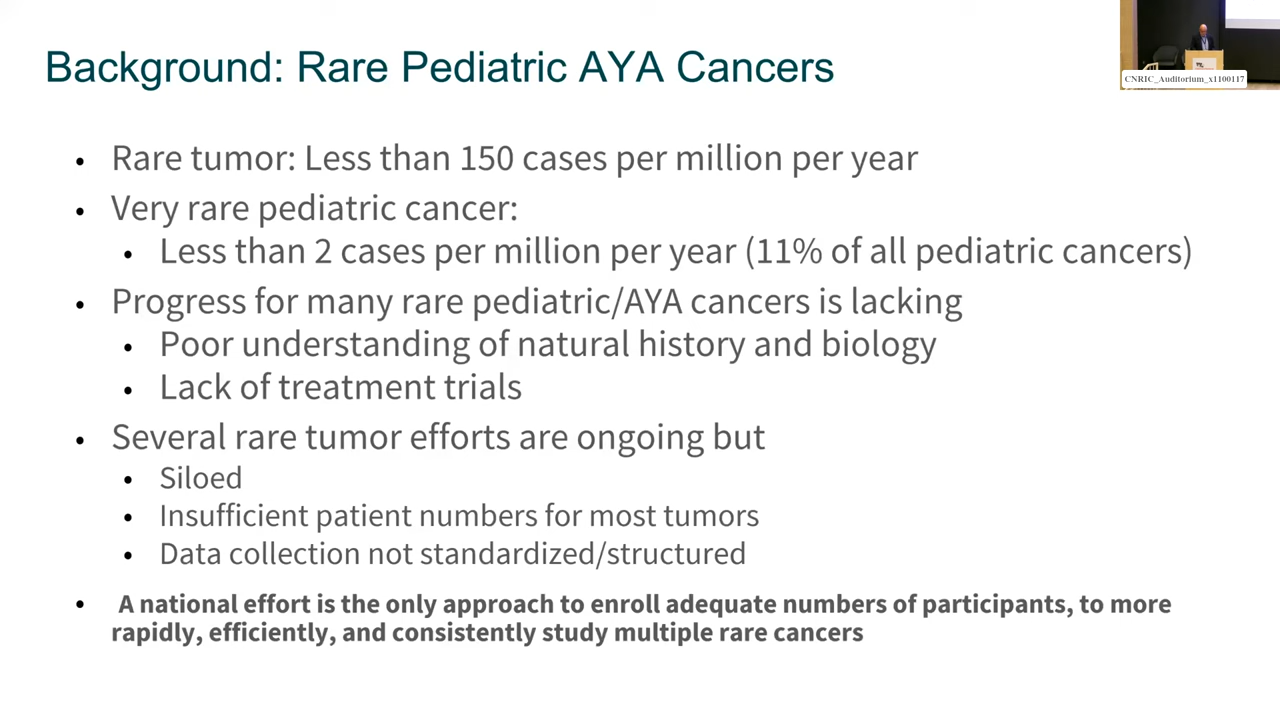 Background: Rare Pediatric AYA Cancers
CNRIC_Auditorium_x1100117
• Rare tumor: Less than 150 cases per million per year
• Very rare pediatric cancer:
• Less than 2 cases per million per year (11% of all pediatric cancers)
• Progress for many rare pediatric/AYA cancers is lacking
• Poor understanding of natural history and biology
• Lack of treatment trials
• Several rare tumor efforts are ongoing but
• Siloed
• Insufficient patient numbers for most tumors
• Data collection not standardized/structured
• A national effort is the only approach to enroll adequate numbers of participants, to more
rapidly, efficiently, and consistently study multiple rare cancers